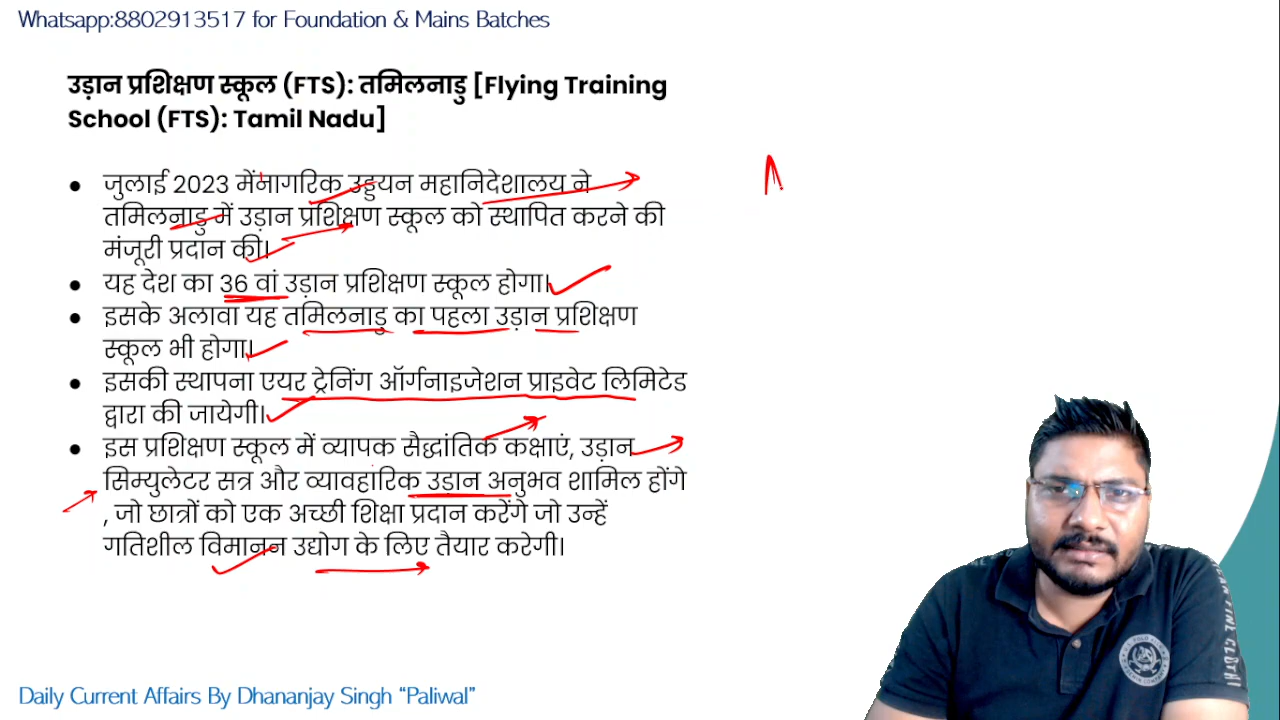 Whatsapp:8802913517 for Foundation & Mains Batches
उड़ान प्रशिक्षण स्कूल (FTS): तमिलनाडु [Flying Training
School (FTS): Tamil Nadu]
● जुलाई 2023 मेंनागरिक उड्डयन महानिदेशालय ने
तमिलनाडु में उड़ान प्रशिक्षण स्कूल को स्थापित करने की
मंजूरी प्रदान की।
● यह देश का 36 वां उड़ान प्रशिक्षण स्कूल होगा।
● इसके अलावा यह तमिलनाडु का पहला उड़ान प्रशिक्षण
स्कूल भी होगा।
● इसकी स्थापना एयर ट्रेनिंग ऑर्गनाइजेशन प्राइवेट लिमिटेड
द्वारा की जायेगी।
● इस प्रशिक्षण स्कूल में व्यापक सैद्धांतिक कक्षाएं, उड़ान
सिम्युलेटर सत्र और व्यावहारिक उड़ान अनुभव शामिल होंगे
, जो छात्रों को एक अच्छी शिक्षा प्रदान करेंगे जो उन्हें
गतिशील विमानन उद्योग के लिए तैयार करेगी।
Daily Current Affairs By Dhananjay Singh “Paliwal”